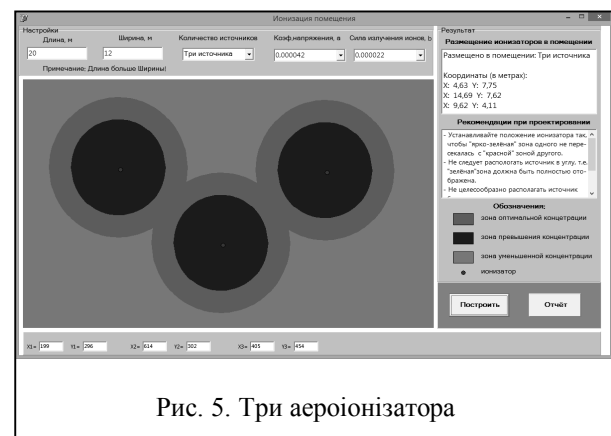 Ионизация помещения
Настройки
Длина, м
Ширина, м
Количество источников
Коэф.напряжения, а
Сила излучения ионов, b
20
12
Три источника
0.000042
0.000022
Примечание: Длина больше Ширины!
Результат
Размещение ионизаторов в помещении
Размещено в помещении: Три источника
Координаты (в метрах):
X: 4,63 Y: 7,75
X: 14,69 Y: 7,62
X: 9,62 Y: 4,11
Рекомендации при проектировании
- Устанавливайте положение ионизатора так,
чтобы "ярко-зелёная" зона одного не пере-
секалась с "красной" зоной другого.
- Не следует распологать источник в углу, т.е.
"зелёная"зона должна быть полностью ото-
бражена.
- Не целесообразно располагать источник
Обозначения:
зона оптимальной концетрации
зона превышения концентрации
зона уменьшенной концентрации
ионизатор
Построить
Отчёт
X1= 199
Y1= 296
X2= 614
Y2= 302
X3= 405
Y3= 454
Рис. 5. Три аероіонізатора